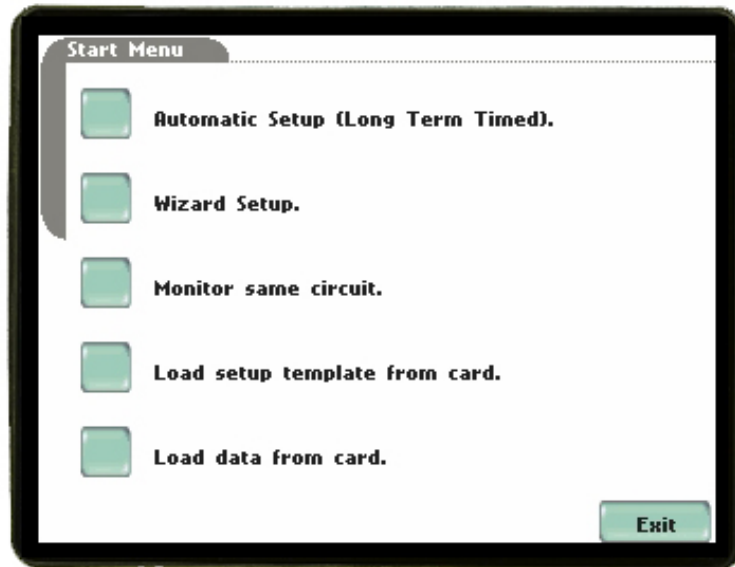 Start Menu
Automatic Setup (Long Term Timed).
Wizard Setup.
Monitor same circuit.
Load setup template from card.
Load data from card.
Exit